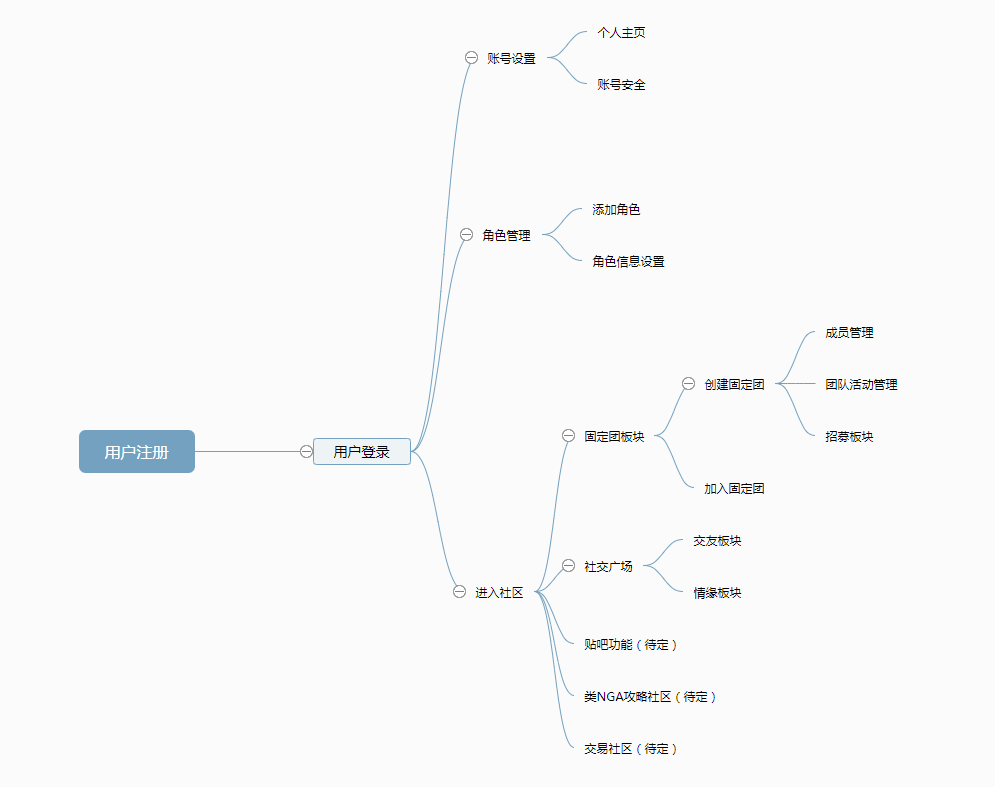 个人主页
账号设置
账号安全
添加角色
角色管理
角色信息设置
成员管理
创建固定团
团队活动管理
固定团板块
招募板块
用户注册
用户登录
加入固定团
交友板块
社交广场
进入社区
情缘板块
贴吧功能（待定）
类NGA攻略社区（待定）
交易社区（待定）